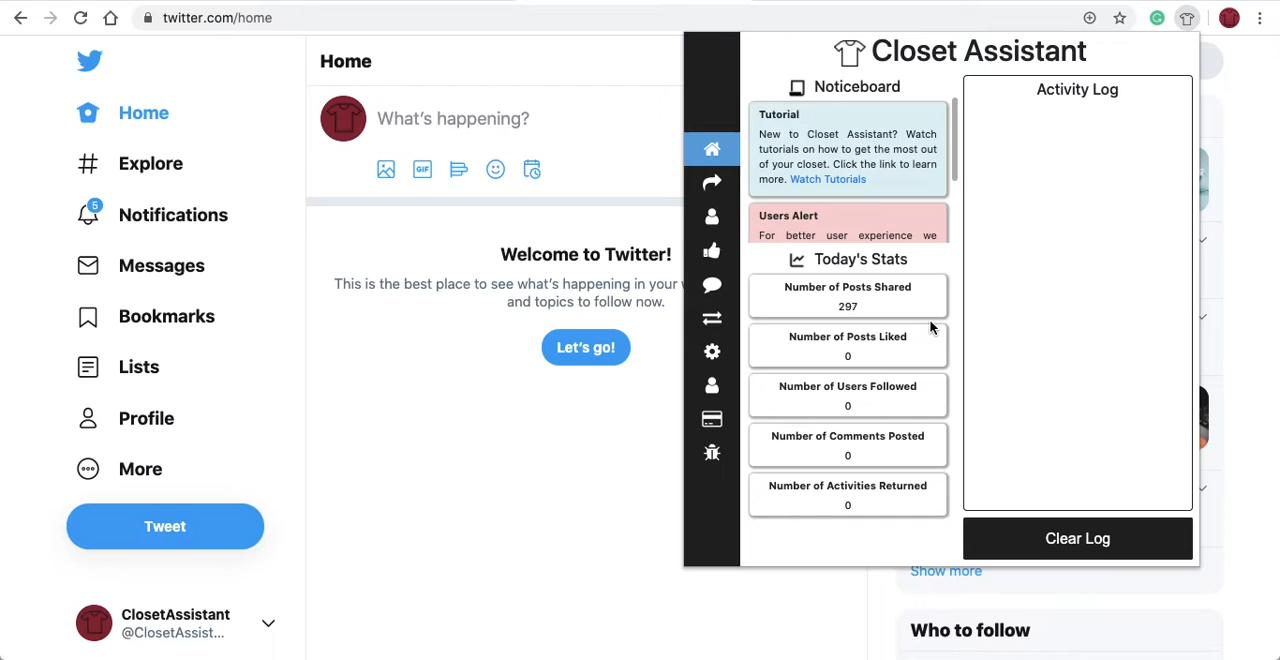 twitter.com/home
Home
Explore
5
Notifications
Messages
Bookmarks
Lists
Profile
More
Tweet
ClosetAssistant
@ClosetAssist...
Home
What's happening?
GIF
Welcome to Twitter!
This is the best place to see what's happening in your
and topics to follow now.
Let's go!
Closet Assistant
Noticeboard
Tutorial
New to Closet Assistant? Watch
tutorials on how to get the most out
of your closet. Click the link to learn
more. Watch Tutorials
Users Alert
For better user experience we
Today's Stats
Number of Posts Shared
297
Number of Posts Liked
0
Number of Users Followed
0
Number of Comments Posted
0
Number of Activities Returned
0
Activity Log
Clear Log
Show more
Who to follow